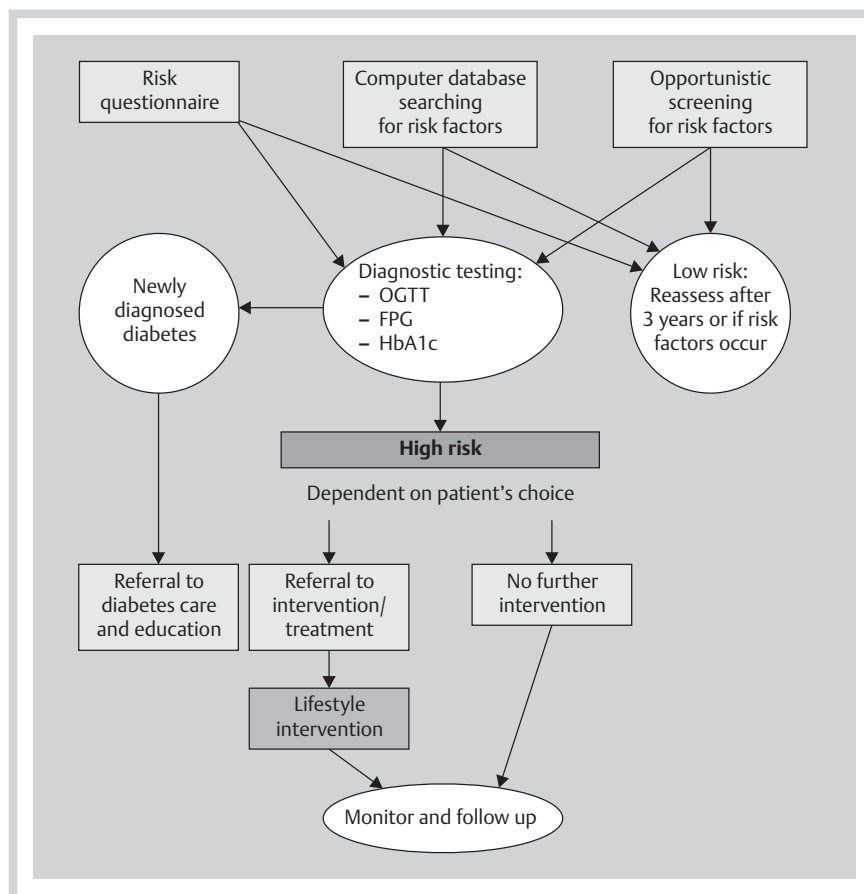 Risk
questionnaire
Computer database
searching
for risk factors
Opportunistic
screening
for risk factors
Newly
diagnosed
diabetes
Diagnostic testing:
– OGTT
– FPG
– HbA1c
Low risk:
Reassess after
3 years or if risk
factors occur
High risk
Dependent on patient’s choice
Referral to
diabetes care
and education
Referral to
intervention/
treatment
No further
intervention
Lifestyle
intervention
Monitor and follow up